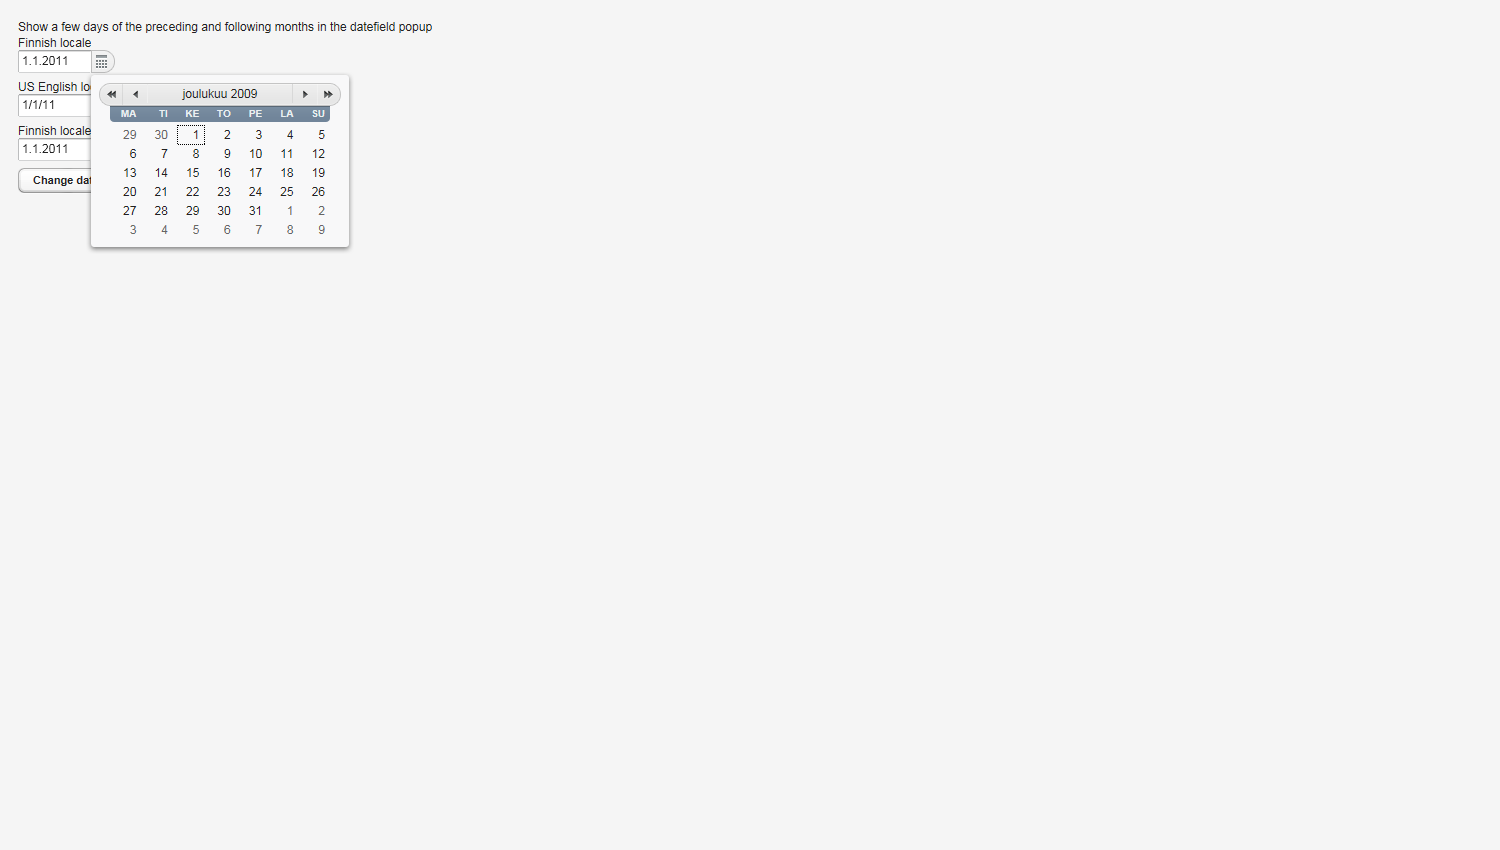 Show a few days of the preceding and following months in the datefield popup
Finnish locale
1.1.2011
US English lo
1/1/11
Finnish locale
1.1.2011
Change dat
joulukuu 2009
MA TI KE TO PE LA SU
29 30 1 2 3 4 5
6 7 8 9 10 11 12
13 14 15 16 17 18 19
20 21 22 23 24 25 26
27 28 29 30 31 1 2
3 4 5 6 7 8 9